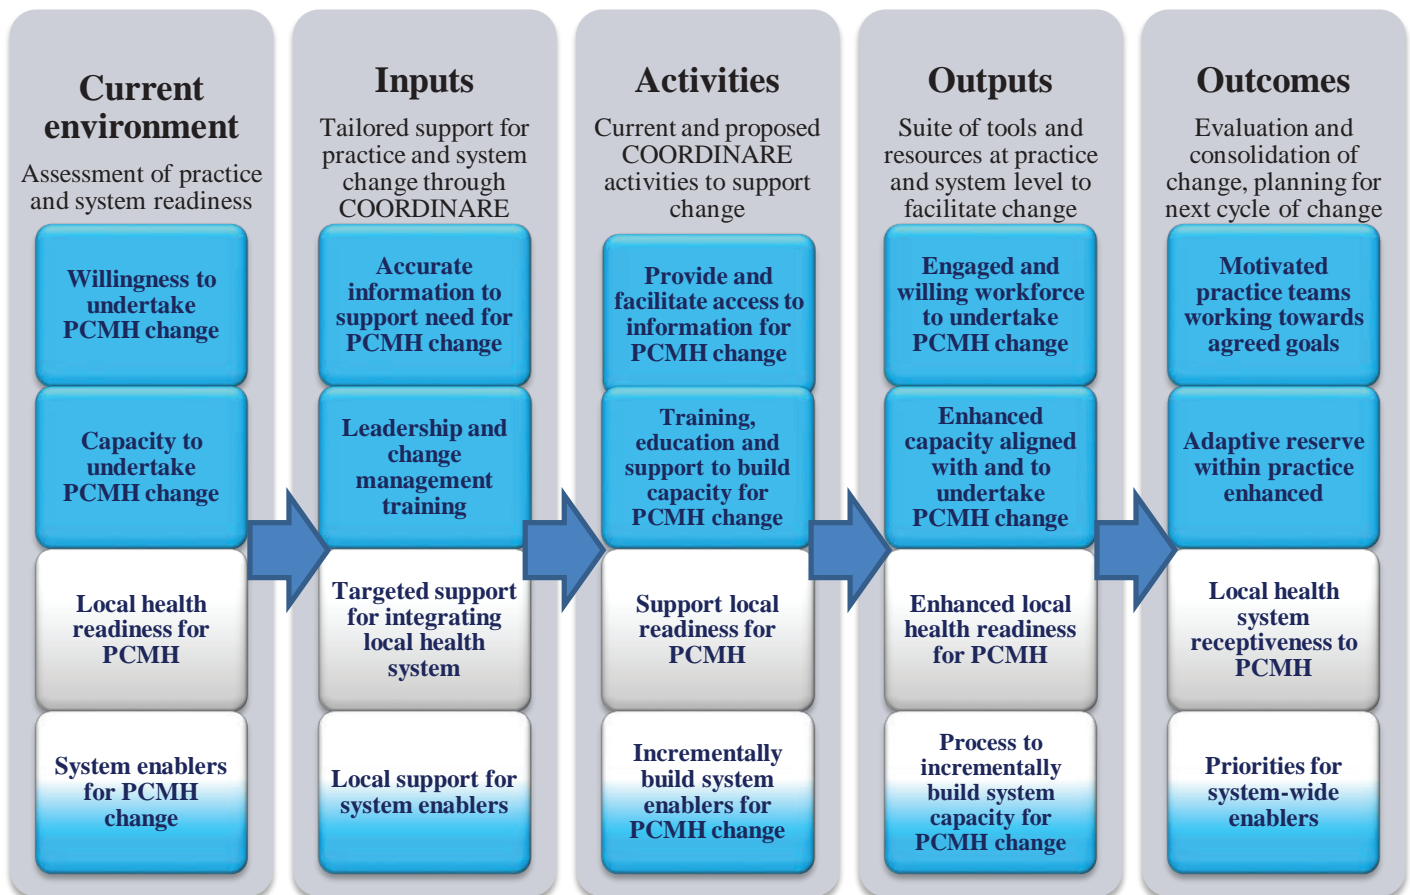 Current
environment
Assessment of practice
and system readiness
Willingness to
undertake
PCMH change
Capacity to
undertake
PCMH change
Local health
readiness for
PCMH
System enablers
for PCMH
change
Inputs
Tailored support for
practice and system
change through
COORDINARE
Accurate
information to
support need for
PCMH change
Leadership and
change
management
training
Targeted support
for integrating
local health
system
Local support for
system enablers
Activities
Current and proposed
COORDINARE
activities to support
change
Provide and
facilitate access to
information for
PCMH change
Training,
education and
support to build
capacity for
PCMH change
Support local
readiness for
PCMH
Incrementally
build system
enablers for
PCMH change
Outputs
Suite of tools and
resources at practice
and system level to
facilitate change
Engaged and
willing workforce
to undertake
PCMH change
Enhanced
capacity aligned
with and to
undertake
PCMH change
Enhanced local
health readiness
for PCMH
Process to
incrementally
build system
capacity for
PCMH change
Outcomes
Evaluation and
consolidation of
change, planning for
next cycle of change
Motivated
practice teams
working towards
agreed goals
Adaptive reserve
within practice
enhanced
Local health
system
receptiveness to
PCMH
Priorities for
system-wide
enablers